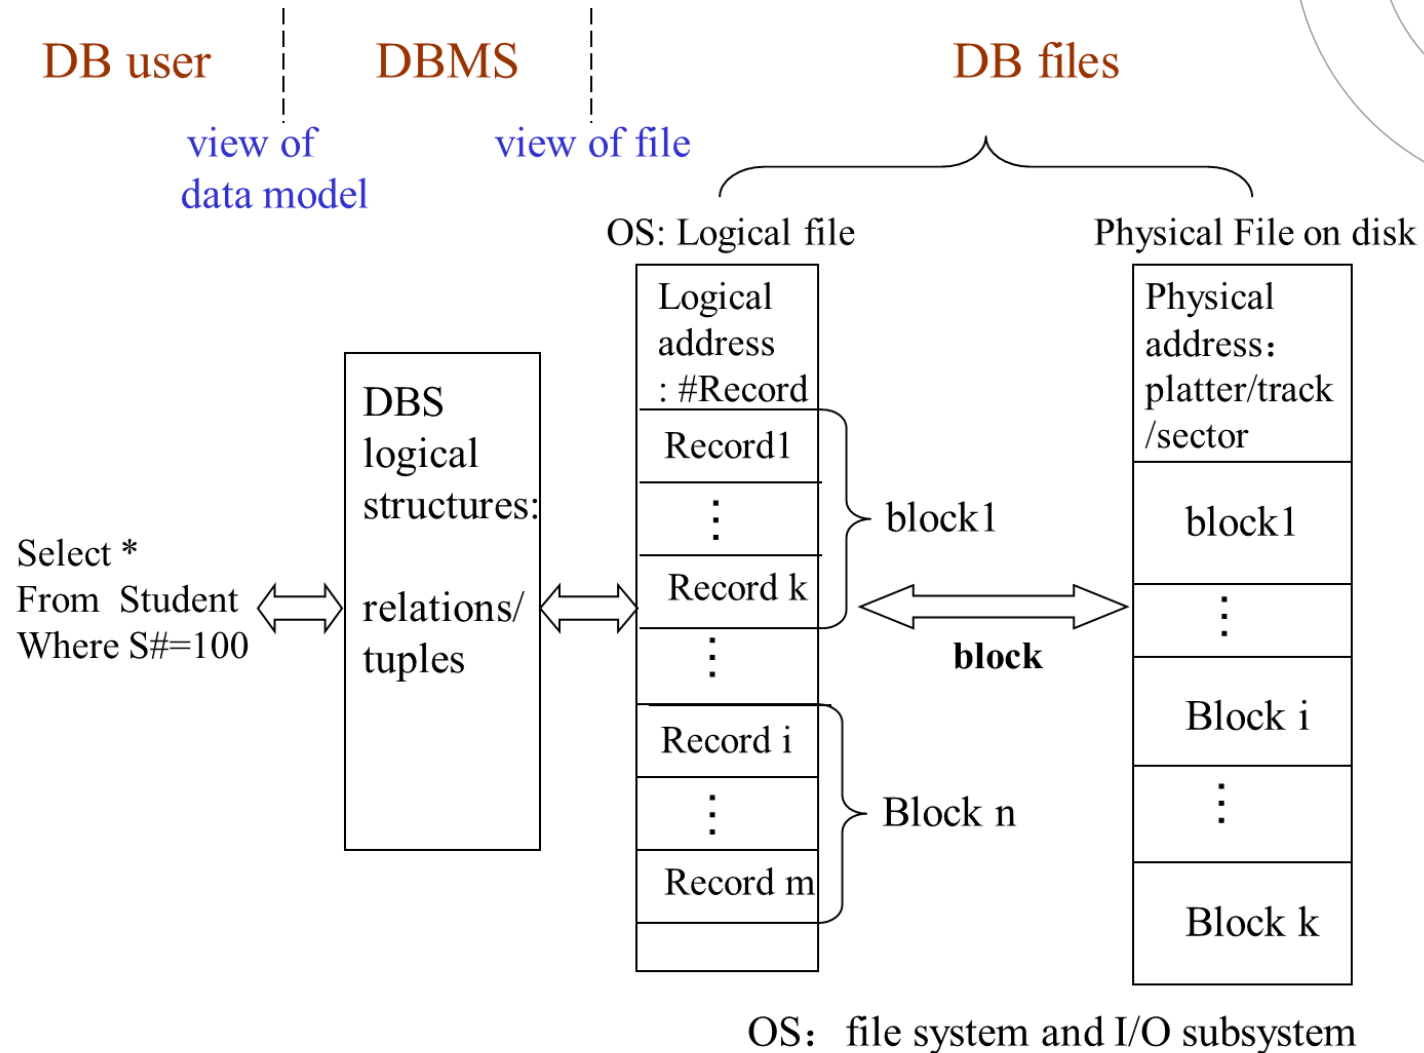 DB user
DBMS
DB files
view of
data model
view of file
OS: Logical file
Physical File on disk
Logical
address
: #Record
Record1
⋮
Record k
⋮
Record i
⋮
Record m
block1
Block n
block
Physical
address：
platter/track
/sector
block1
⋮
Block i
⋮
Block k
DBS
logical
structures:
relations/
tuples
Select *
From Student
Where S#=100
OS： file system and I/O subsystem